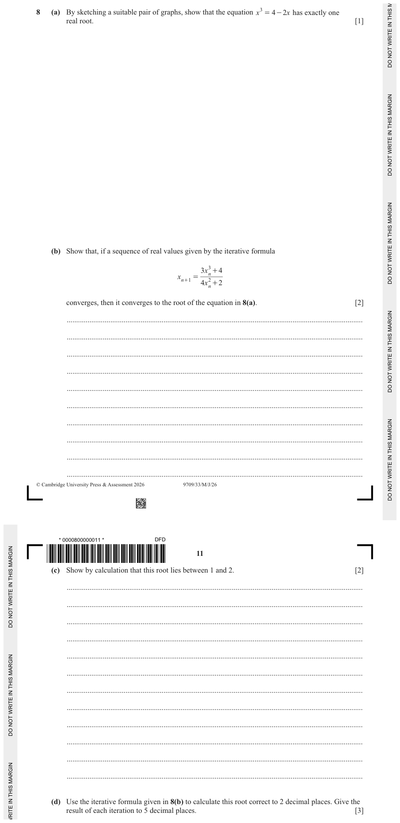 8 (a) By sketching a suitable pair of graphs, show that the equation x³ = 4 − 2x has exactly one
real root. [1]
(b) Show that, if a sequence of real values given by the iterative formula
xₙ₊₁ = (3xₙ³ + 4) / (4xₙ² + 2)
converges, then it converges to the root of the equation in 8(a). [2]
© Cambridge University Press & Assessment 2026 9709/33/M/J/26
DO NOT WRITE IN THIS MARGIN
DO NOT WRITE IN THIS MARGIN
DO NOT WRITE IN THIS MARGIN
DO NOT WRITE IN THIS MARGIN
DO NOT WRITE IN THIS MARGIN
* 0000800000011 * DFD
11
(c) Show by calculation that this root lies between 1 and 2. [2]
(d) Use the iterative formula given in 8(b) to calculate this root correct to 2 decimal places. Give the
result of each iteration to 5 decimal places. [3]
DO NOT WRITE IN THIS MARGIN
DO NOT WRITE IN THIS MARGIN
WRITE IN THIS MARGIN